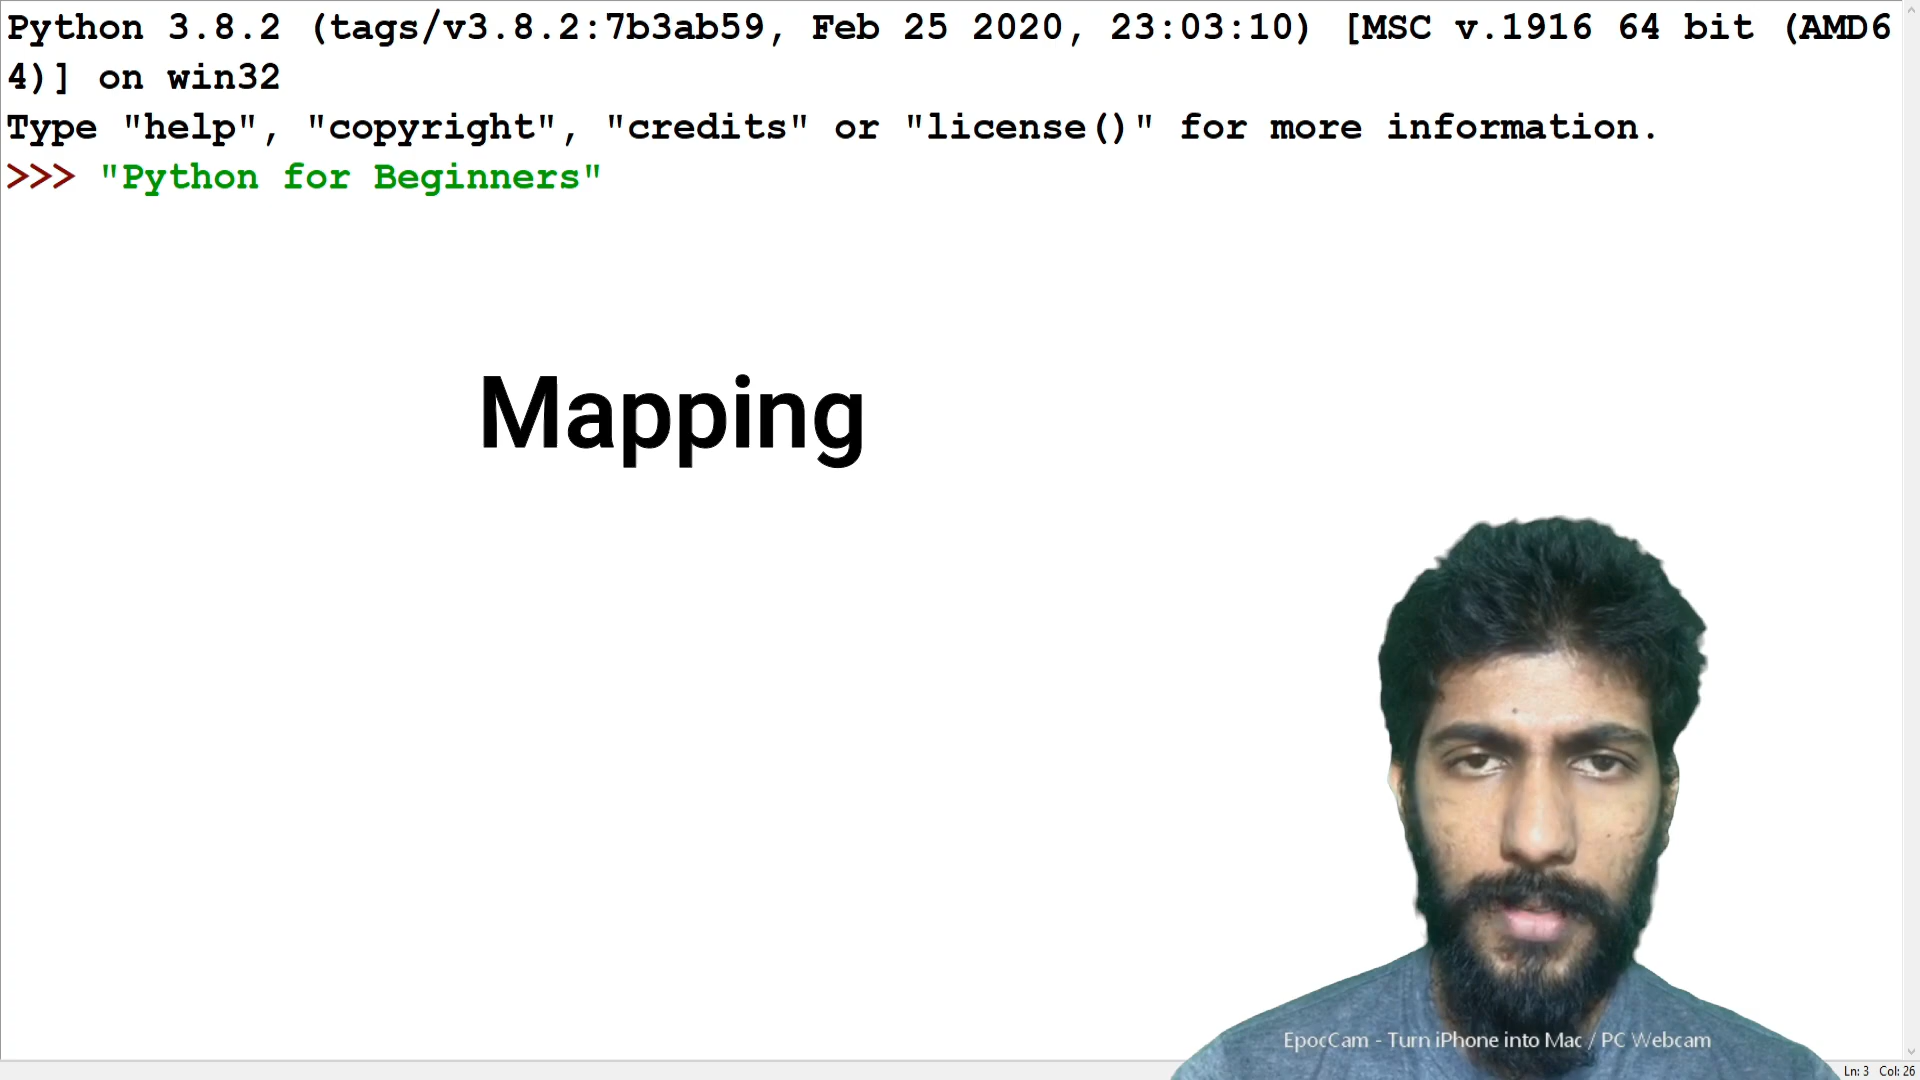 Python 3.8.2 (tags/v3.8.2:7b3ab59, Feb 25 2020, 23:03:10) [MSC v.1916 64 bit (AMD6
4)] on win32
Type "help", "copyright", "credits" or "license()" for more information.
>>> "Python for Beginners"
Mapping
EpocCam - Turn iPhone into Mac / PC Webcam
Ln: 3 Col: 26